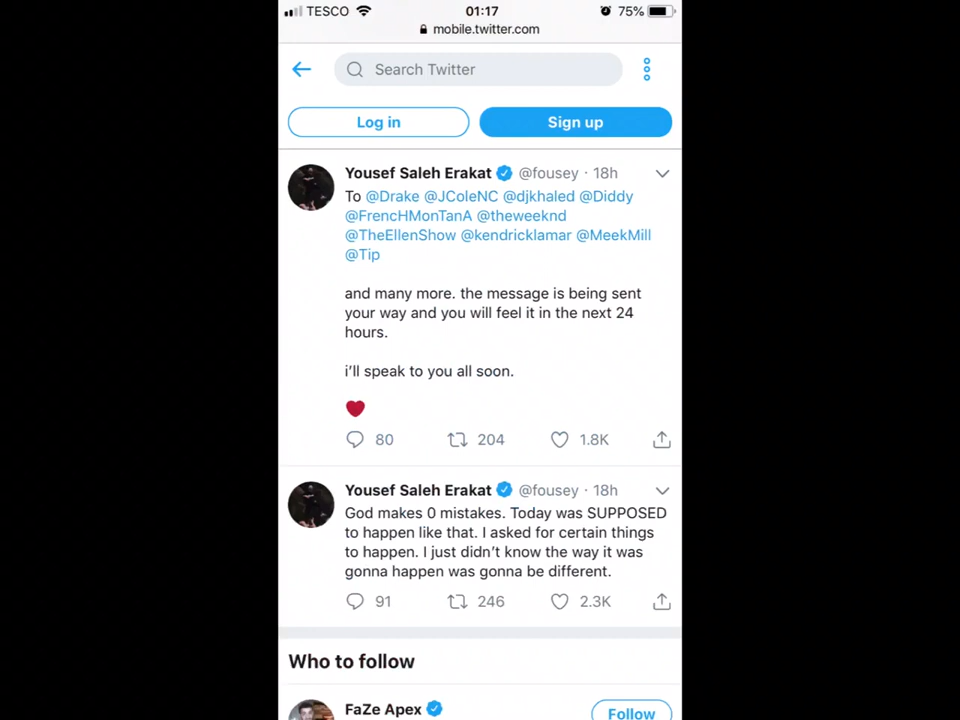 TESCO 01:17 75%
mobile.twitter.com
Search Twitter
Log in Sign up
Yousef Saleh Erakat @fousey · 18h
To @Drake @JColeNC @djkhaled @Diddy
@FrencHMonTanA @theweeknd
@TheEllenShow @kendricklamar @MeekMill
@Tip
and many more. the message is being sent
your way and you will feel it in the next 24
hours.
i'll speak to you all soon.
80 204 1.8K
Yousef Saleh Erakat @fousey · 18h
God makes 0 mistakes. Today was SUPPOSED
to happen like that. I asked for certain things
to happen. I just didn't know the way it was
gonna happen was gonna be different.
91 246 2.3K
Who to follow
FaZe Apex Follow